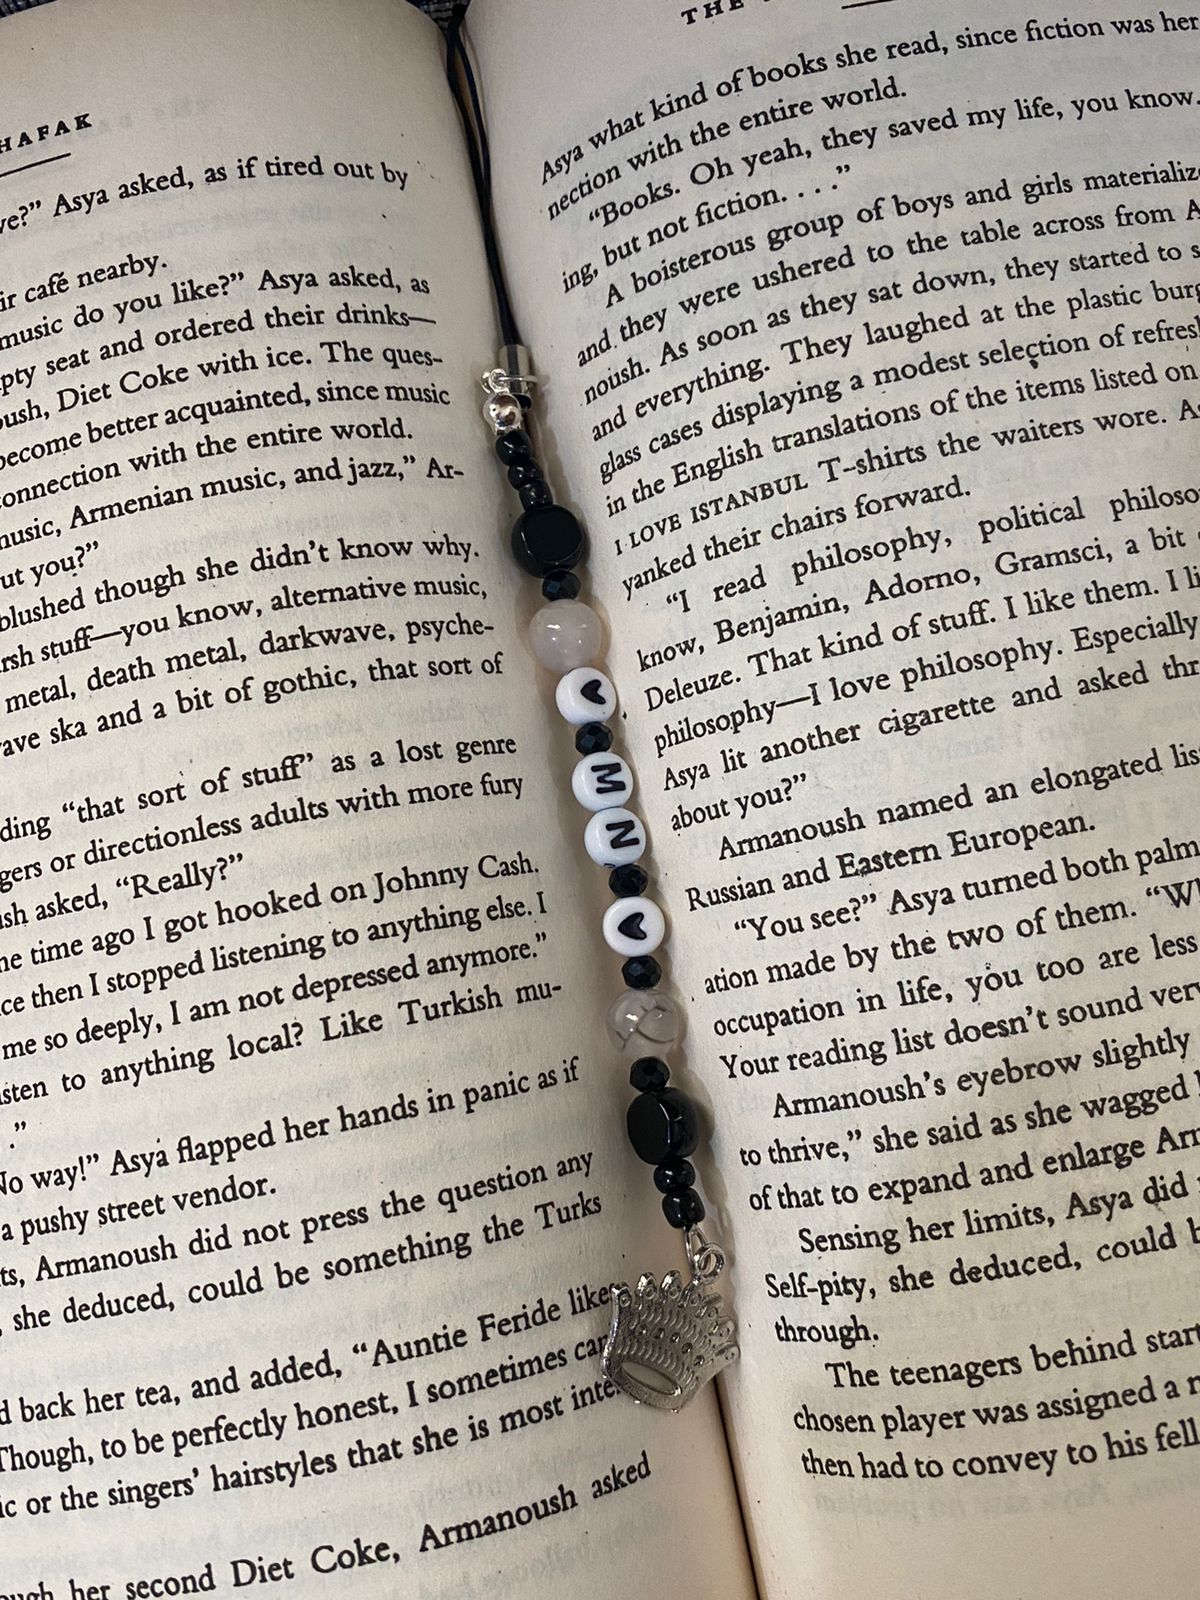 HAFAK
ve?” Asya asked, as if tired out by
ir café nearby.
music do you like?” Asya asked, as
pty seat and ordered their drinks—
ush, Diet Coke with ice. The ques-
become better acquainted, since music
onnection with the entire world.
music, Armenian music, and jazz,” Ar-
ut you?”
blushed though she didn’t know why.
rsh stuff—you know, alternative music,
metal, death metal, darkwave, psyche-
ave ska and a bit of gothic, that sort of
ding “that sort of stuff” as a lost genre
gers or directionless adults with more fury
sh asked, “Really?”
me time ago I got hooked on Johnny Cash.
ce then I stopped listening to anything else. I
me so deeply, I am not depressed anymore.”
sten to anything local? Like Turkish mu-
.”
No way!” Asya flapped her hands in panic as if
a pushy street vendor.
ts, Armanoush did not press the question any
, she deduced, could be something the Turks
d back her tea, and added, “Auntie Feride like
Though, to be perfectly honest, I sometimes can
ic or the singers’ hairstyles that she is most inte
ough her second Diet Coke, Armanoush asked
M
N
THE
Asya what kind of books she read, since fiction was her
nection with the entire world.
“Books. Oh yeah, they saved my life, you know.
ing, but not fiction. . . .”
A boisterous group of boys and girls materialize
and they were ushered to the table across from A
noush. As soon as they sat down, they started to s
and everything. They laughed at the plastic burg
glass cases displaying a modest selection of refresh
in the English translations of the items listed on
I LOVE ISTANBUL T-shirts the waiters wore. As
yanked their chairs forward.
“I read philosophy, political philoso
know, Benjamin, Adorno, Gramsci, a bit
Deleuze. That kind of stuff. I like them. I li
philosophy—I love philosophy. Especially
Asya lit another cigarette and asked thr
about you?”
Armanoush named an elongated lis
Russian and Eastern European.
“You see?” Asya turned both palm
ation made by the two of them. “Wh
occupation in life, you too are less
Your reading list doesn’t sound very
Armanoush’s eyebrow slightly
to thrive,” she said as she wagged
of that to expand and enlarge Arm
Sensing her limits, Asya did
Self-pity, she deduced, could b
through.
The teenagers behind start
chosen player was assigned a
then had to convey to his fell